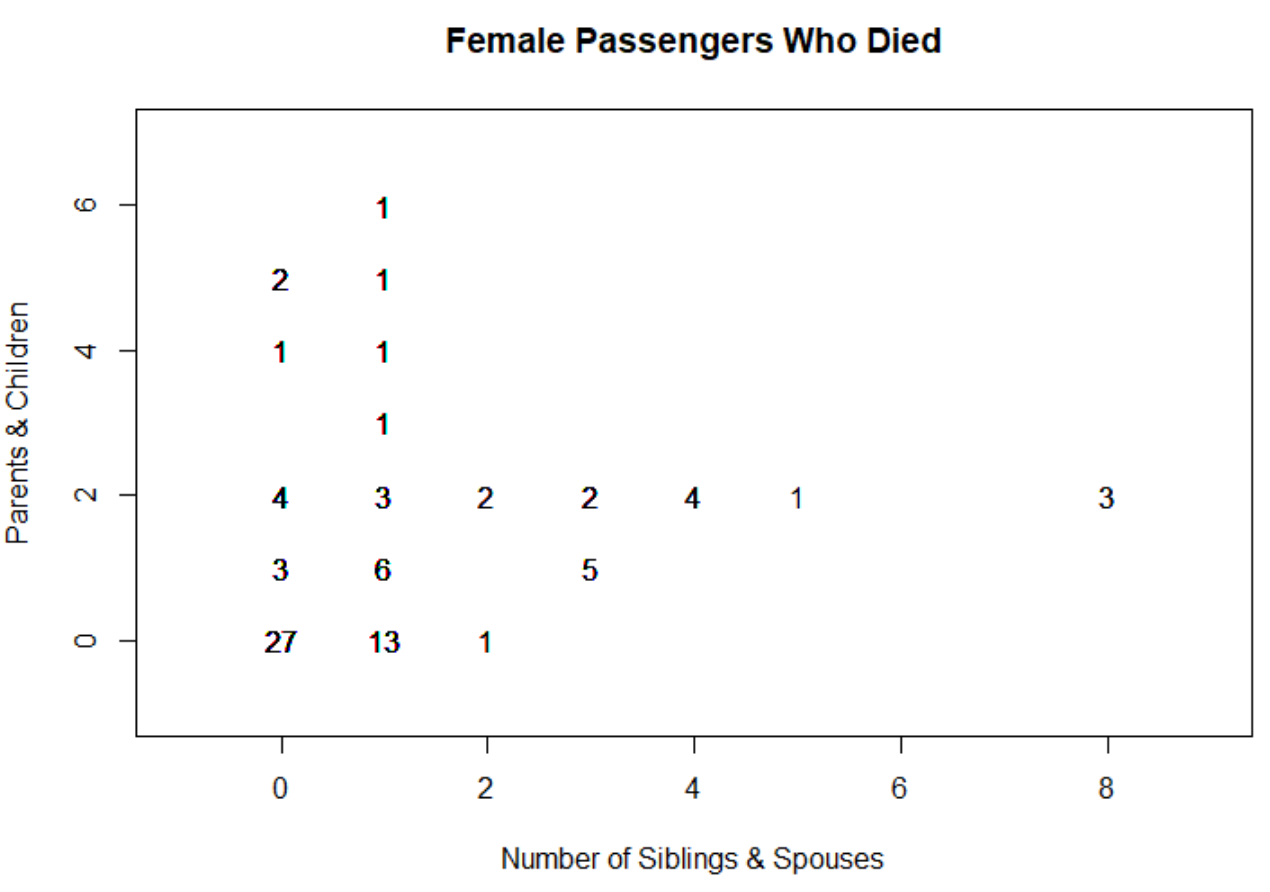 Female Passengers Who Died
6 1
2 1
4 1 1
1
2 4 3 2 2 4 1 3
3 6 5
0 27 13 1
0 2 4 6 8
Parents & Children
Number of Siblings & Spouses